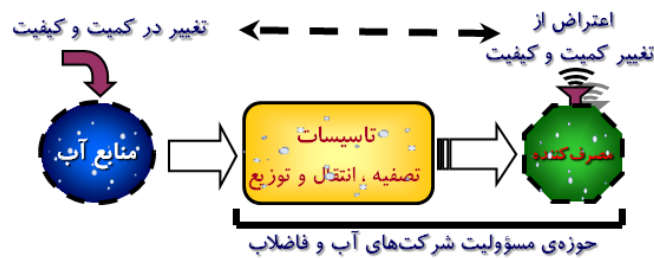 اعتراض از
تغییر کمیت و کیفیت
تغییر در کمیت و کیفیت
منابع آب
تاسیسات
تصفیه ، انتقال و توزیع
مصرف‌کننده
حوزه‌ی مسؤولیت شرکت‌های آب و فاضلاب